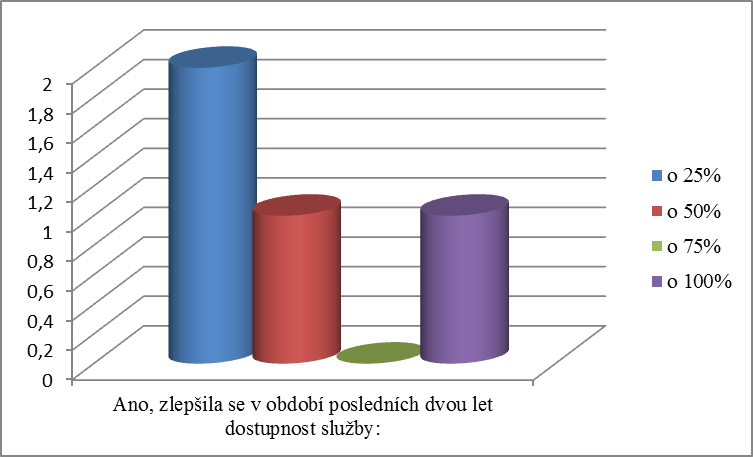 2
1,8
1,6
1,4
1,2
1
0,8
0,6
0,4
0,2
0
Ano, zlepšila se v období posledních dvou let
dostupnost služby:
o 25%
o 50%
o 75%
o 100%